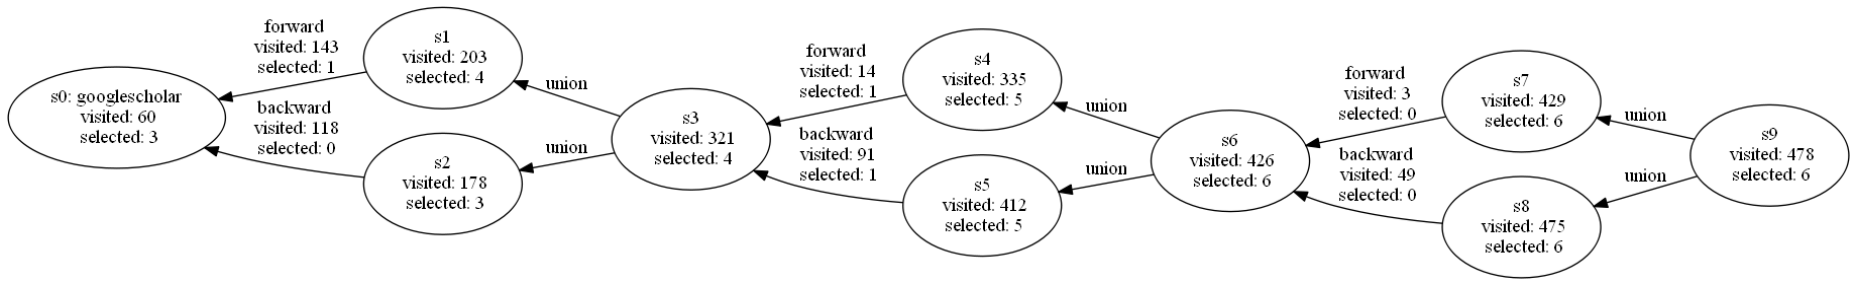 s0: googlescholar
visited: 60
selected: 3
forward
visited: 143
selected: 1
backward
visited: 118
selected: 0
s1
visited: 203
selected: 4
s2
visited: 178
selected: 3
union
union
s3
visited: 321
selected: 4
forward
visited: 14
selected: 1
backward
visited: 91
selected: 1
s4
visited: 335
selected: 5
s5
visited: 412
selected: 5
union
union
s6
visited: 426
selected: 6
forward
visited: 3
selected: 0
backward
visited: 49
selected: 0
s7
visited: 429
selected: 6
s8
visited: 475
selected: 6
union
union
s9
visited: 478
selected: 6